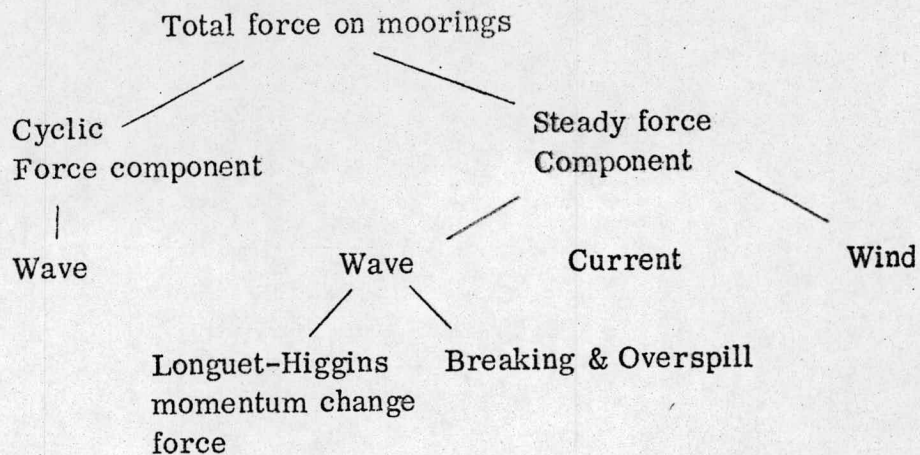 Total force on moorings
Cyclic
Force component
Steady force
Component
Wave
Wave
Current
Wind
Longuet-Higgins
momentum change
force
Breaking & Overspill